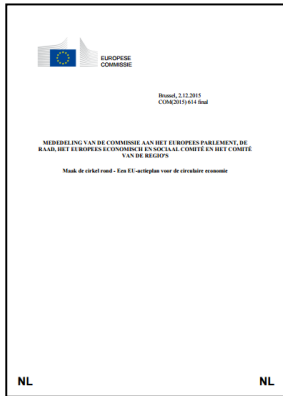 EUROPESE
COMMISSIE
Brussel, 2.12.2015
COM(2015) 614 final
MEDEDELING VAN DE COMMISSIE AAN HET EUROPEES PARLEMENT, DE
RAAD, HET EUROPEES ECONOMISCH EN SOCIAAL COMITÉ EN HET COMITÉ
VAN DE REGIO'S
Maak de cirkel rond - Een EU-actieplan voor de circulaire economie
NL NL